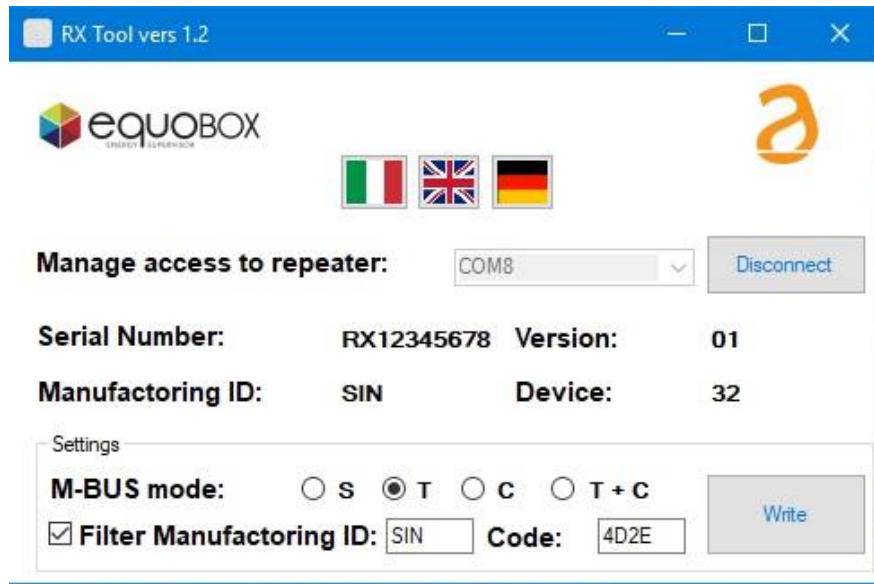 RX Tool vers 1.2
equoBOX
ENERGY SUPERVISOR
a
Manage access to repeater: COM8 Disconnect
Serial Number: RX12345678 Version: 01
Manufactoring ID: SIN Device: 32
Settings
M-BUS mode: S T C T + C
Write
Filter Manufactoring ID: SIN Code: 4D2E